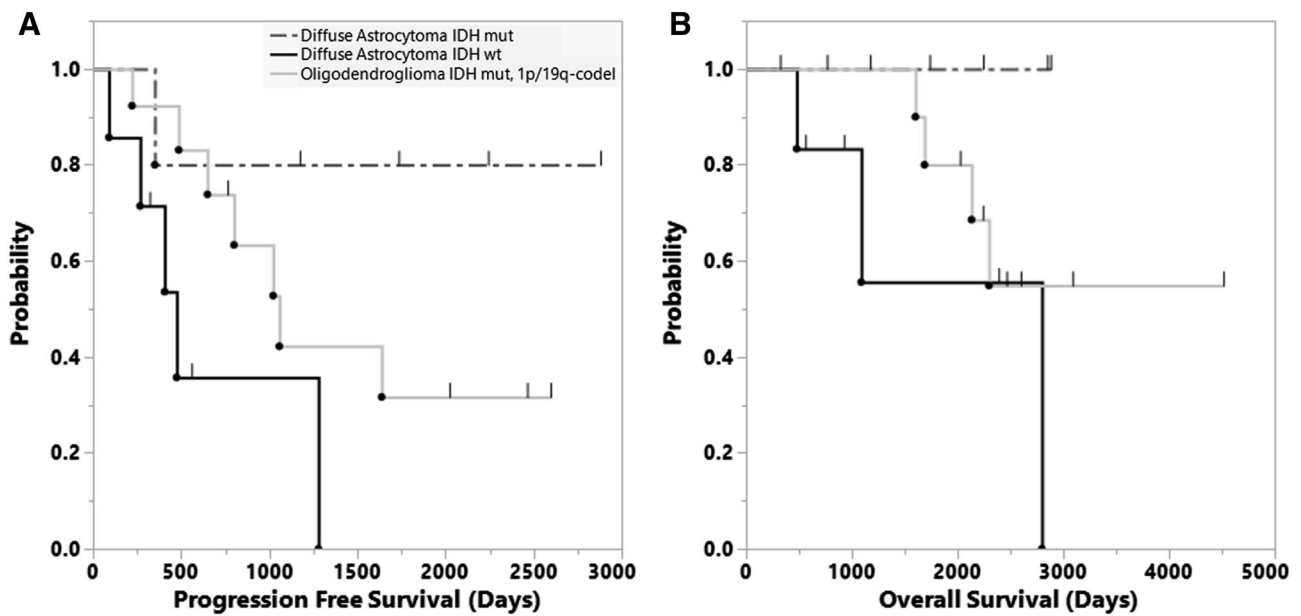 A
Diffuse Astrocytoma IDH mut
Diffuse Astrocytoma IDH wt
Oligodendroglioma IDH mut, 1p/19q-codel
1.0
0.8
0.6
0.4
0.2
0.0
Probability
0 500 1000 1500 2000 2500 3000
Progression Free Survival (Days)
B
1.0
0.8
0.6
0.4
0.2
0.0
Probability
0 1000 2000 3000 4000 5000
Overall Survival (Days)